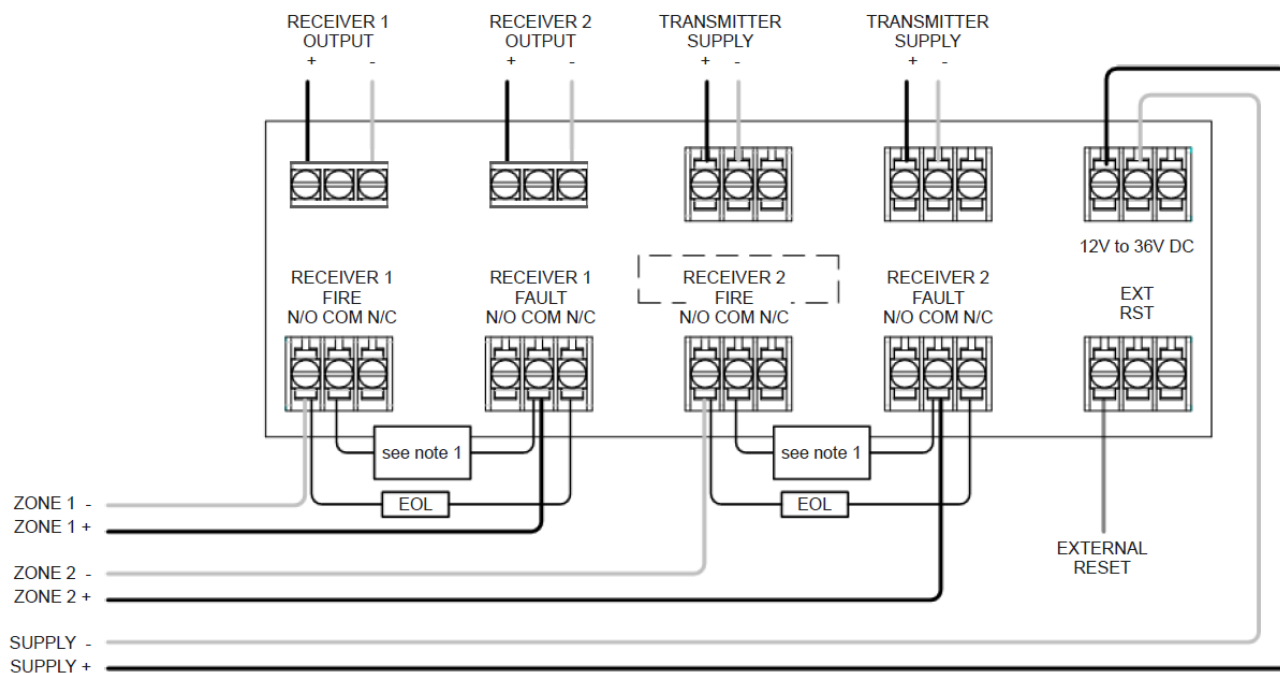 RECEIVER 1 RECEIVER 2 TRANSMITTER TRANSMITTER
OUTPUT OUTPUT SUPPLY SUPPLY
+ - + - + - + -
12V to 36V DC
RECEIVER 1 RECEIVER 1 RECEIVER 2 RECEIVER 2 EXT
FIRE FAULT FIRE FAULT RST
N/O COM N/C N/O COM N/C N/O COM N/C N/O COM N/C
see note 1 see note 1
EOL EOL
ZONE 1 -
ZONE 1 +
EXTERNAL
RESET
ZONE 2 -
ZONE 2 +
SUPPLY -
SUPPLY +